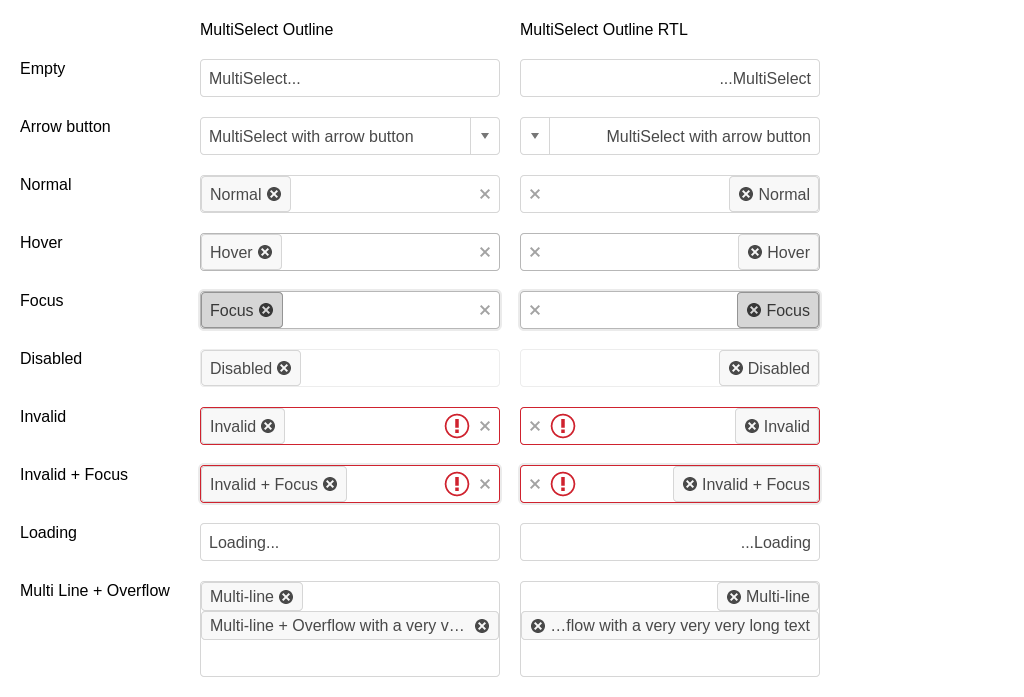 MultiSelect Outline MultiSelect Outline RTL
Empty MultiSelect... ...MultiSelect
Arrow button MultiSelect with arrow button MultiSelect with arrow button
Normal Normal Normal
Hover Hover Hover
Focus Focus Focus
Disabled Disabled Disabled
Invalid Invalid Invalid
Invalid + Focus Invalid + Focus Invalid + Focus
Loading Loading... ...Loading
Multi Line + Overflow Multi-line Multi-line
Multi-line + Overflow with a very v... ...flow with a very very very long text